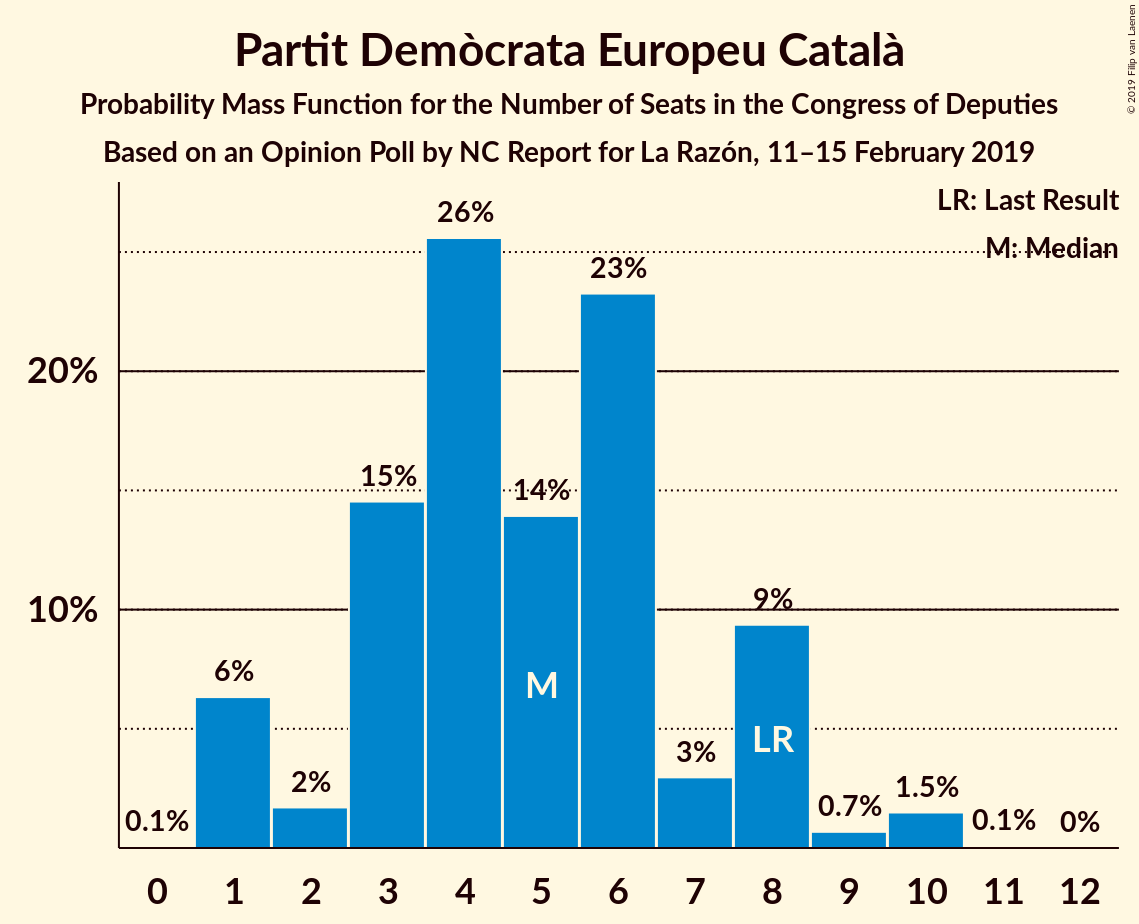 Partit Demòcrata Europeu Català
Probability Mass Function for the Number of Seats in the Congress of Deputies
Based on an Opinion Poll by NC Report for La Razón, 11–15 February 2019
© 2019 Filip van Laenen
LR: Last Result
M: Median
26%
23%
20%
15%
14%
10%
9%
6%
M
LR
3%
2%
1.5%
0.7%
0.1%
0.1%
0%
0 1 2 3 4 5 6 7 8 9 10 11 12